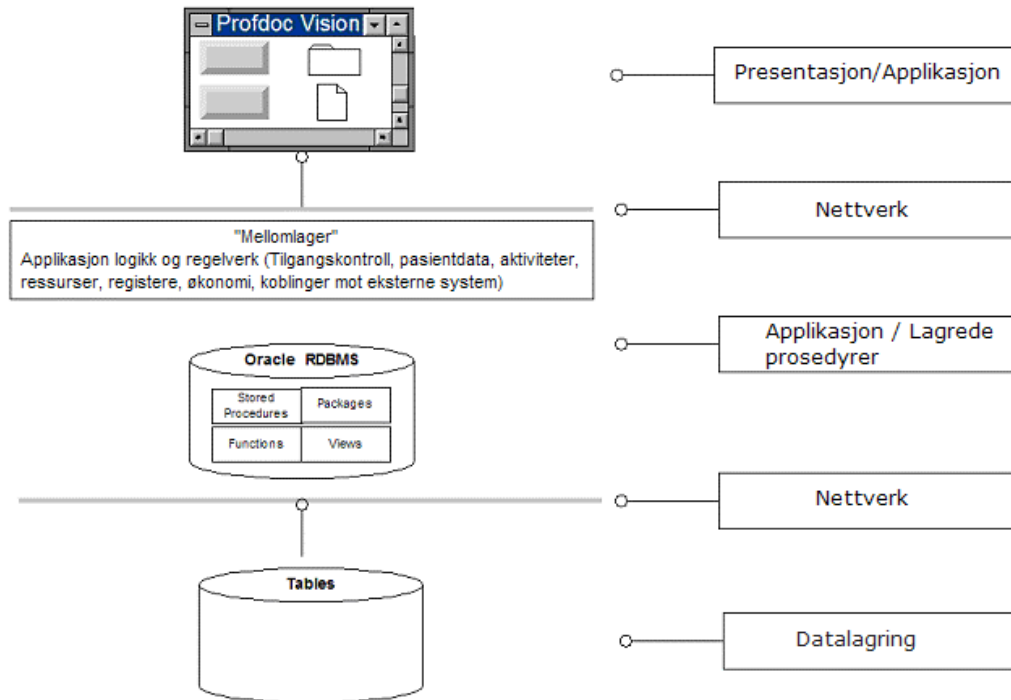 Profdoc Vision
Presentasjon/Applikasjon
Nettverk
"Mellomlager"
Applikasjon logikk og regelverk (Tilgangskontroll, pasientdata, aktiviteter,
ressurser, registere, økonomi, koblinger mot eksterne system)
Applikasjon / Lagrede
prosedyrer
Oracle RDBMS
Stored
Procedures
Packages
Functions
Views
Nettverk
Tables
Datalagring